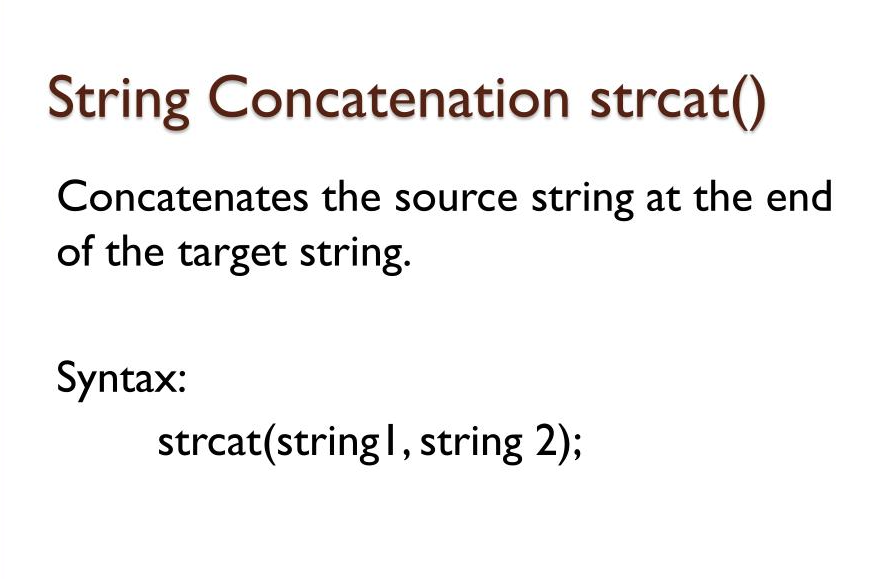 String Concatenation strcat()
Concatenates the source string at the end
of the target string.
Syntax:
strcat(string1, string 2);